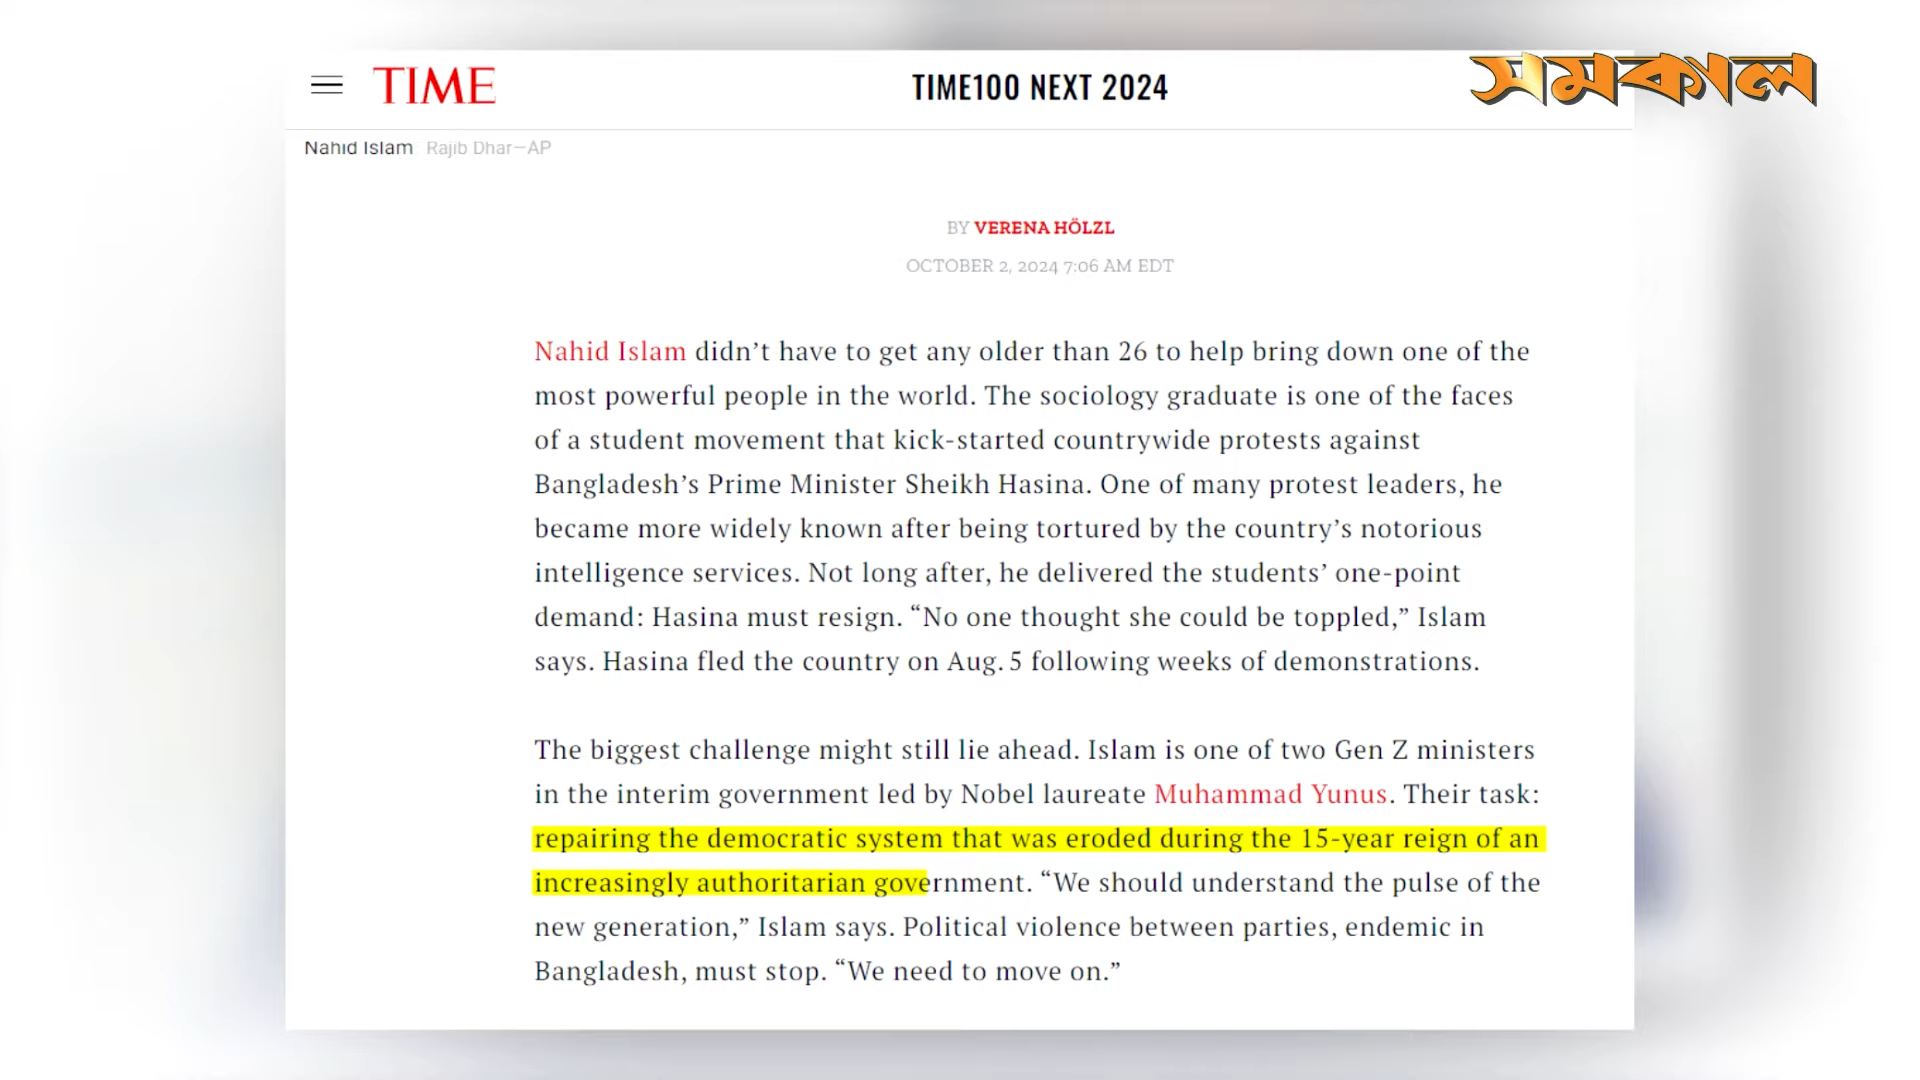 TIME
TIME100 NEXT 2024
সমকাল
Nahid Islam Rajib Dhar—AP
BY VERENA HÖLZL
OCTOBER 2, 2024 7:06 AM EDT
Nahid Islam didn’t have to get any older than 26 to help bring down one of the
most powerful people in the world. The sociology graduate is one of the faces
of a student movement that kick-started countrywide protests against
Bangladesh’s Prime Minister Sheikh Hasina. One of many protest leaders, he
became more widely known after being tortured by the country’s notorious
intelligence services. Not long after, he delivered the students’ one-point
demand: Hasina must resign. “No one thought she could be toppled,” Islam
says. Hasina fled the country on Aug. 5 following weeks of demonstrations.
The biggest challenge might still lie ahead. Islam is one of two Gen Z ministers
in the interim government led by Nobel laureate Muhammad Yunus. Their task:
repairing the democratic system that was eroded during the 15-year reign of an
increasingly authoritarian government. “We should understand the pulse of the
new generation,” Islam says. Political violence between parties, endemic in
Bangladesh, must stop. “We need to move on.”